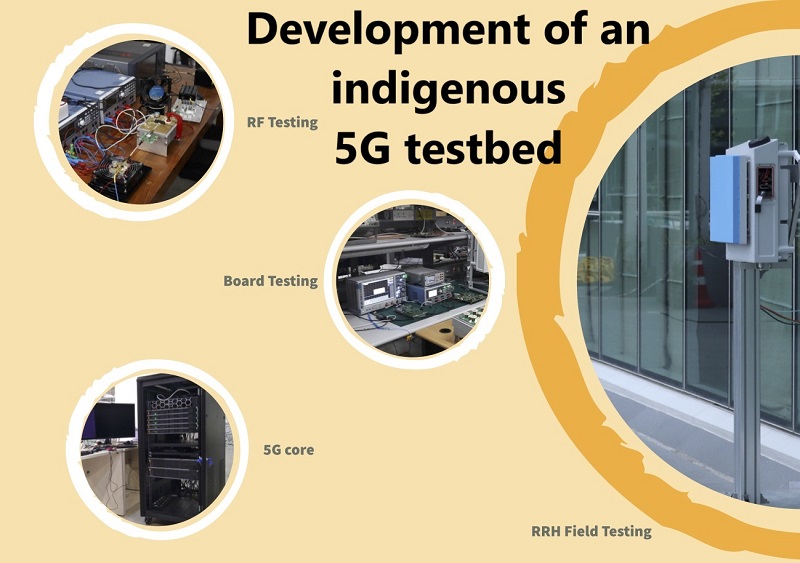 Development of an
indigenous
5G testbed
RF Testing
Board Testing
5G core
RRH Field Testing